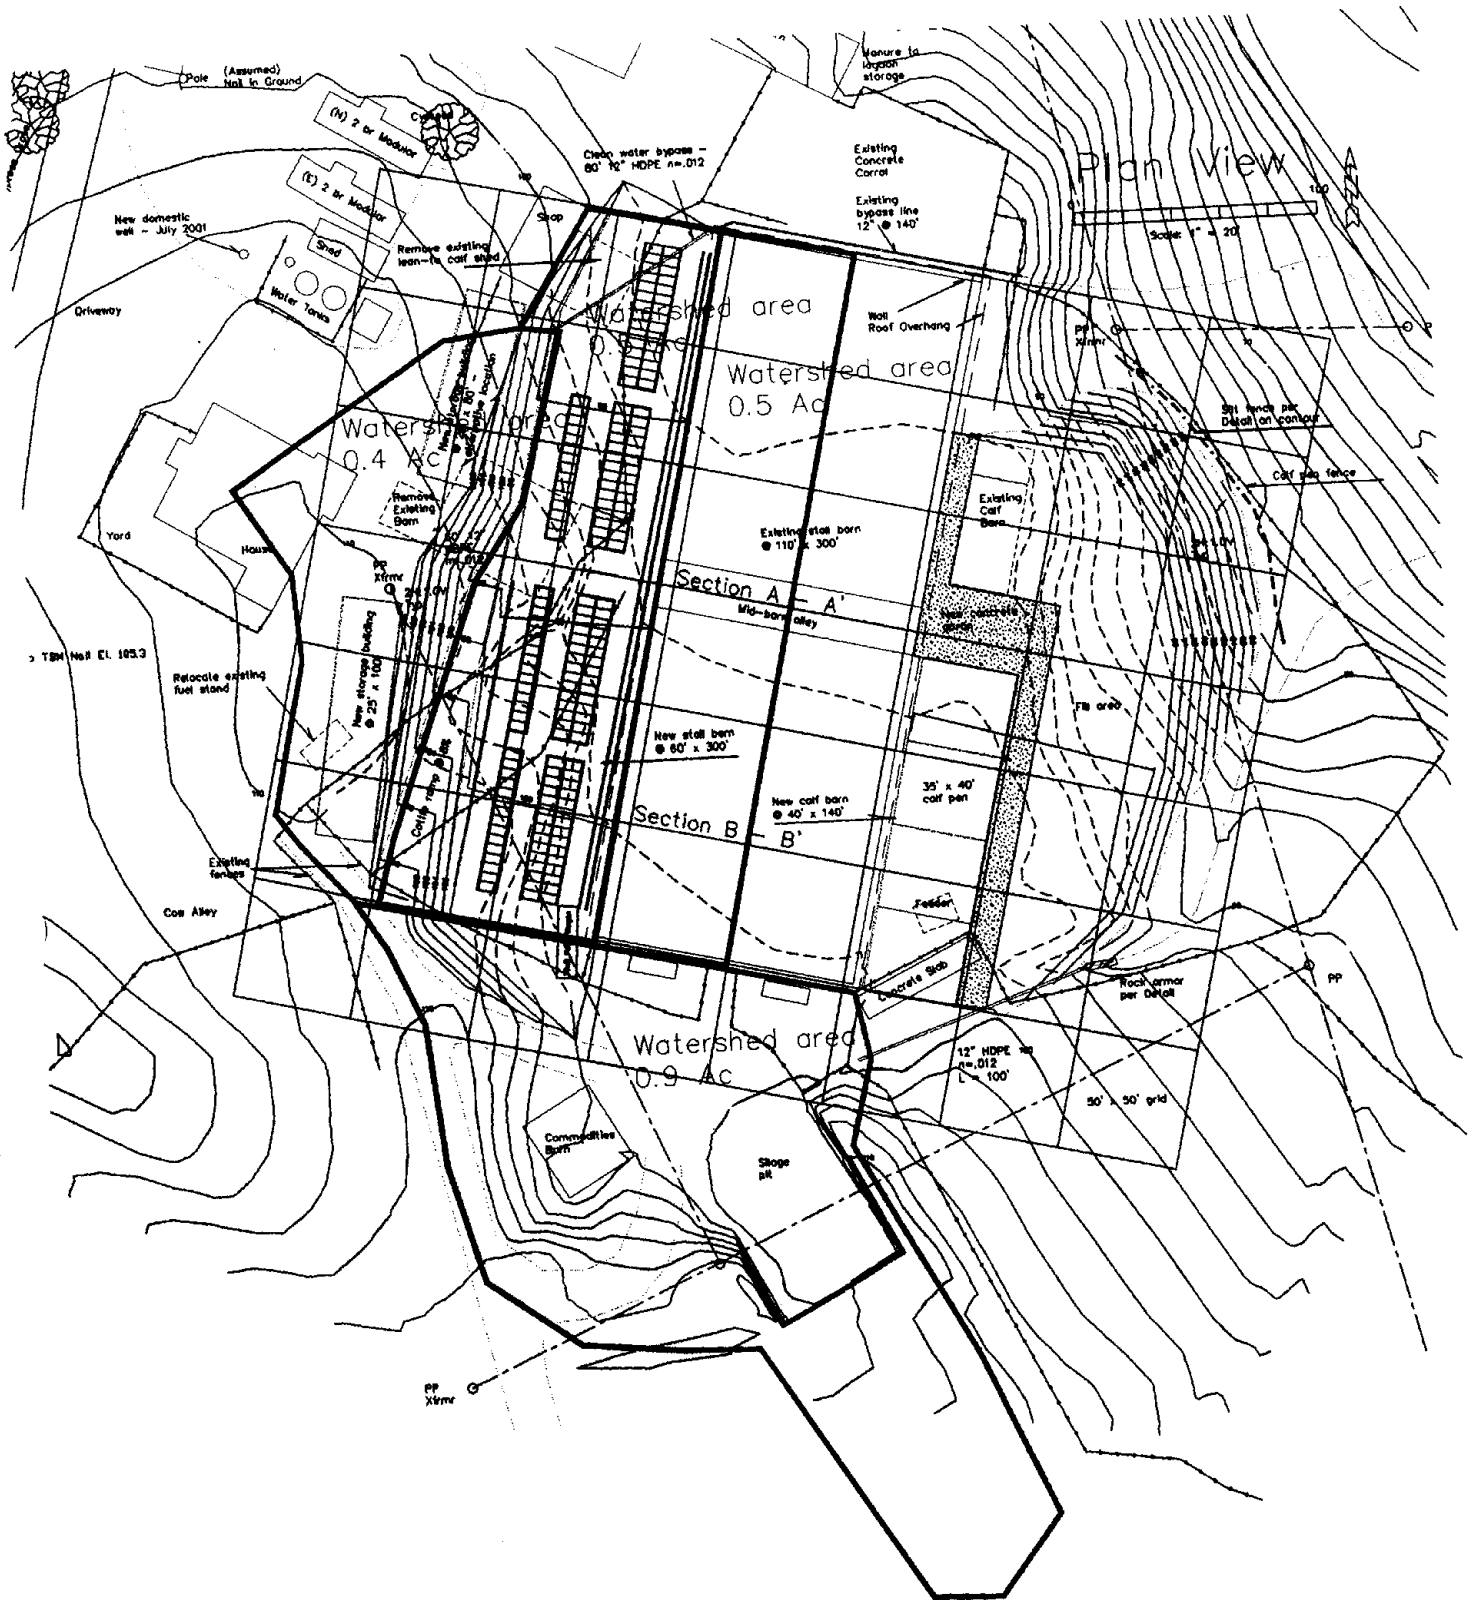 Manure to
lagoon
storage
Pole (Assumed)
Nail in Ground
(N) 2 br Modular
(E) 2 br Modular
Clean water bypass -
80' 12" HDPE n=.012
Existing
Concrete
Corral
Plan View
100
Scale: 1" = 20'
New domestic
well - July 2001
Shop
Existing
bypass line
12" @ 140'
Shed
Remove existing
lean-to calf shed
Water Tanks
Driveway
Watershed area
Wall
Roof Overhang
PP
Xfrmr
Watershed area
0.5 Ac
Silt fence per
Detail on contour
Watershed area
0.4 Ac
Calf pen fence
Remove
Existing
Barn
Existing
Calf
Barn
Yard
House
Existing stall barn
@ 110' x 300'
PP
Xfrmr
Section A - A'
Mid-barn alley
New concrete
TBM Nail El. 105.3
New storage building
@ 25' x 100'
Relocate existing
fuel stand
Fill area
New stall barn
@ 60' x 300'
Cattle ramp
35' x 40'
calf pen
New calf barn
@ 40' x 140'
Section B - B'
Existing
fences
Cow Alley
Feeder
Concrete Slab
Rock armor
per Detail
PP
Watershed area
0.9 Ac
12" HDPE
n=.012
L = 100'
50' x 50' grid
Commodities
Barn
Silage
pit
PP
Xfrmr